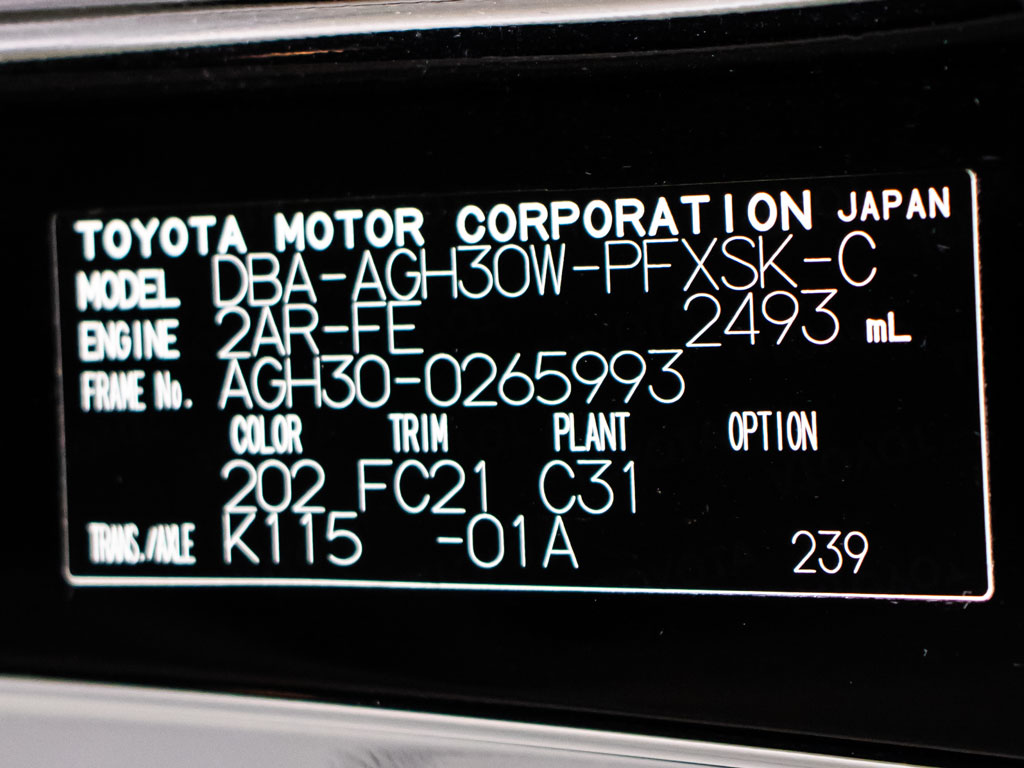 TOYOTA MOTOR CORPORATION JAPAN
MODEL DBA-AGH30W-PFXSK-C
ENGINE 2AR-FE 2493 mL
FRAME No. AGH30-0265993
COLOR TRIM PLANT OPTION
202 FC21 C31
TRANS./AXLE K115 -01A 239